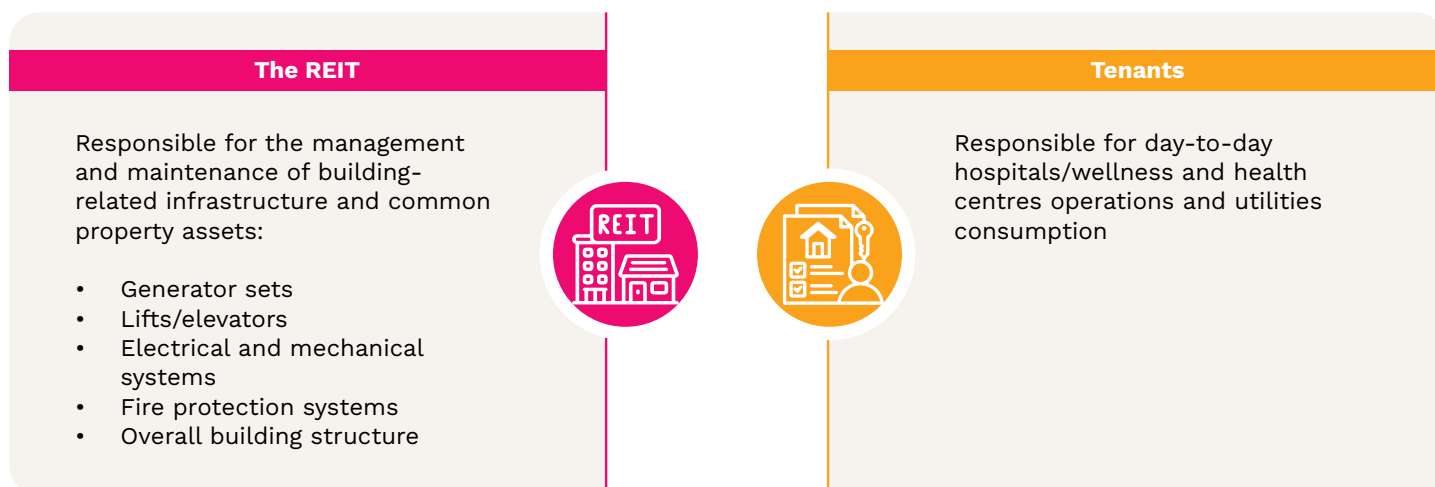 The REIT
Responsible for the management
and maintenance of building-
related infrastructure and common
property assets:
• Generator sets
• Lifts/elevators
• Electrical and mechanical
systems
• Fire protection systems
• Overall building structure
REIT
Tenants
Responsible for day-to-day
hospitals/wellness and health
centres operations and utilities
consumption